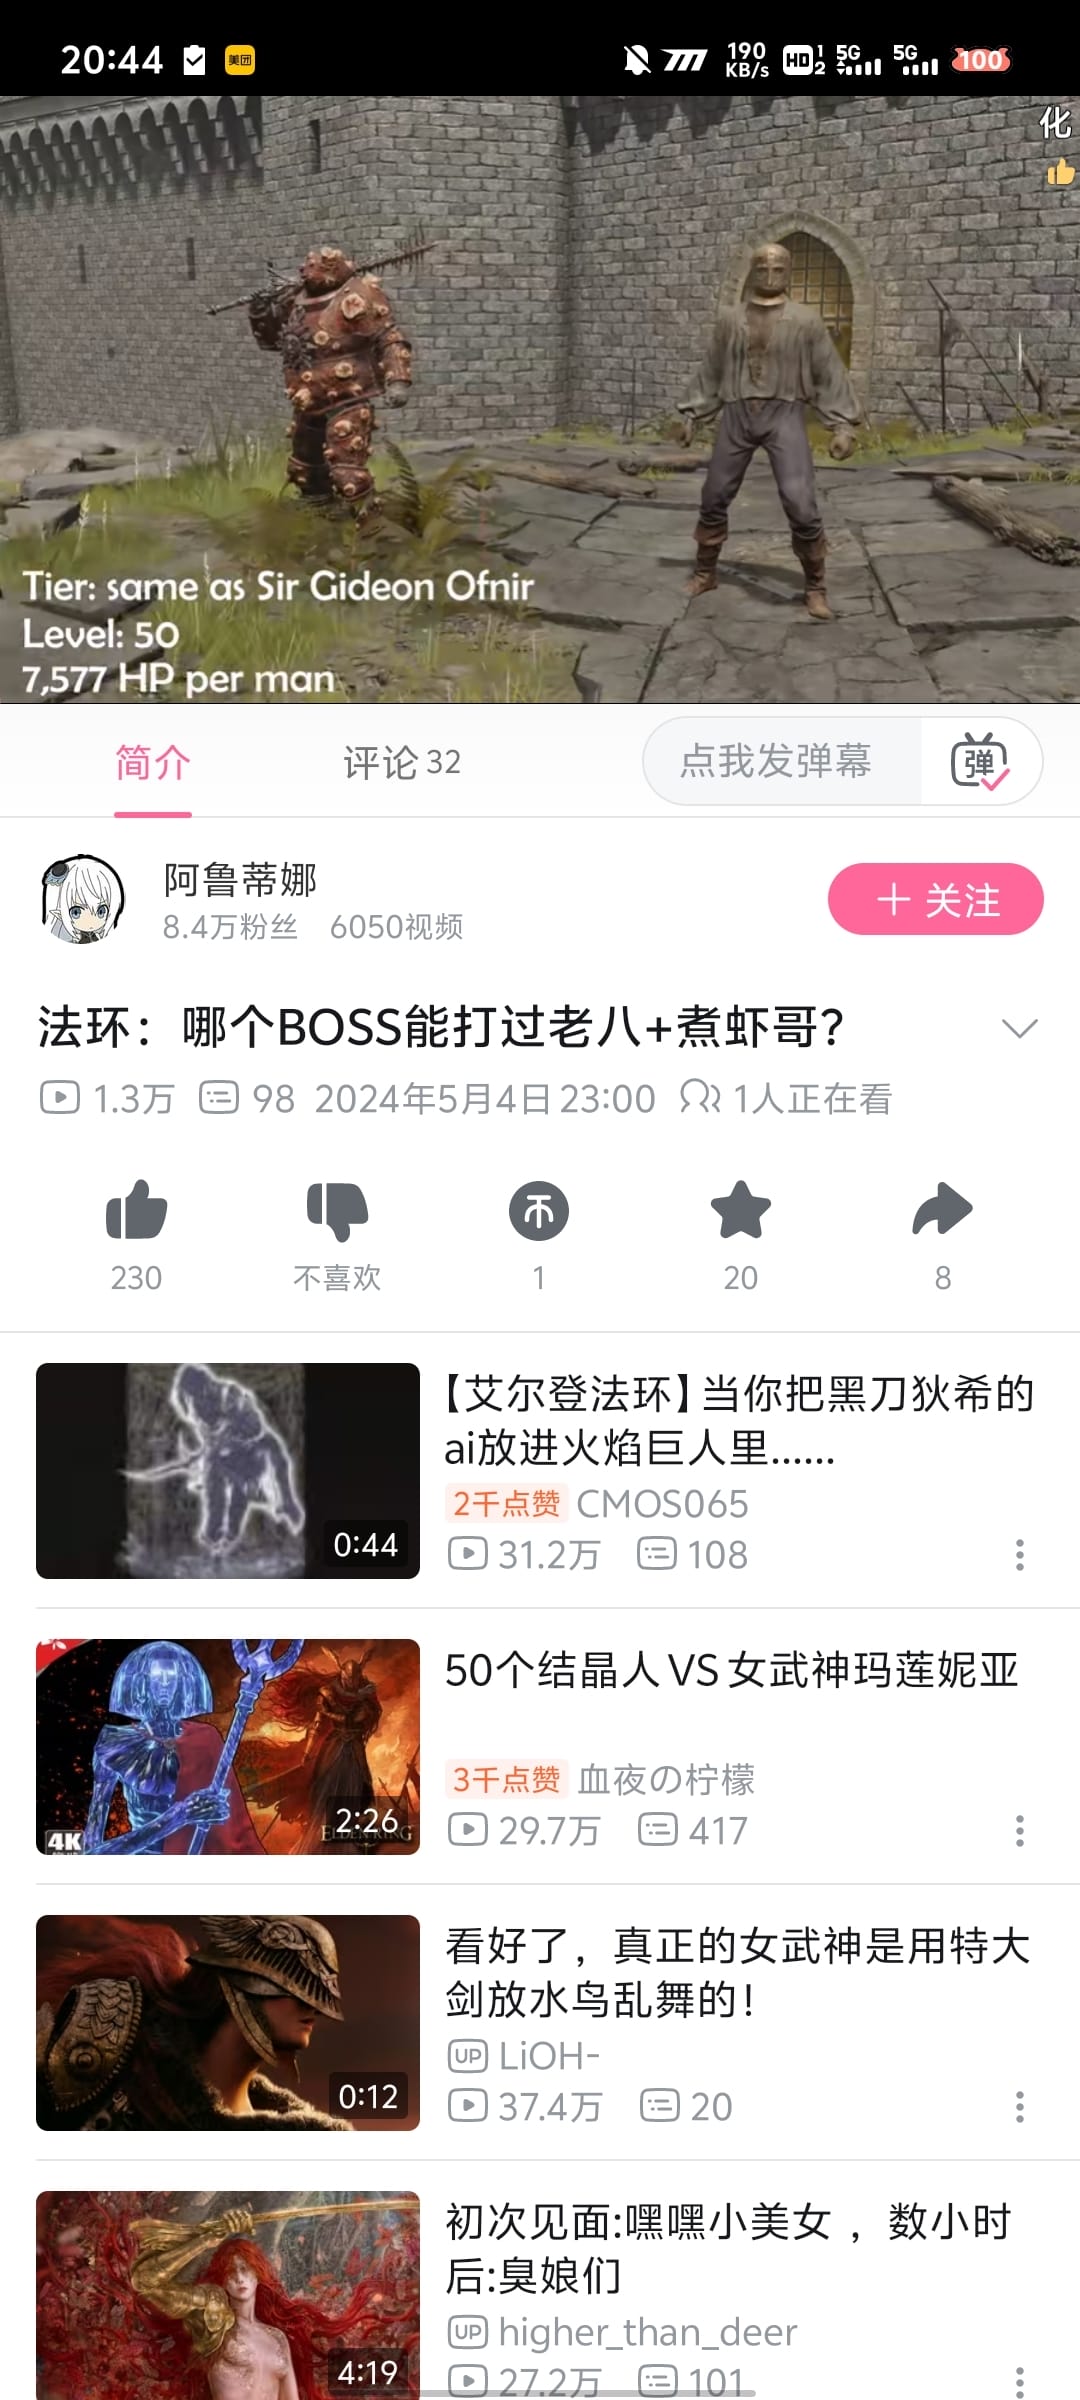 20:44
美团
190
KB/s
HD 1 2
5G
5G
100
化
Tier: same as Sir Gideon Ofnir
Level: 50
7,577 HP per man
简介
评论 32
点我发弹幕
弹
阿鲁蒂娜
8.4万粉丝 6050视频
+ 关注
法环：哪个BOSS能打过老八+煮虾哥？
1.3万 98 2024年5月4日 23:00 1人正在看
230
不喜欢
1
20
8
【艾尔登法环】当你把黑刀狄希的
ai放进火焰巨人里......
0:44
2千点赞 CMOS065
31.2万 108
50个结晶人VS女武神玛莲妮亚
4K
ELDEN RING
2:26
3千点赞 血夜の柠檬
29.7万 417
看好了，真正的女武神是用特大
剑放水鸟乱舞的！
0:12
UP LiOH-
37.4万 20
初次见面:嘿嘿小美女 ，数小时
后:臭娘们
4:19
UP higher_than_deer
27.2万 101